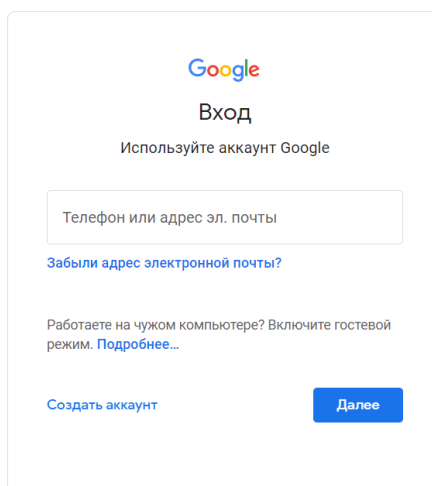 Google
Вход
Используйте аккаунт Google
Телефон или адрес эл. почты
Забыли адрес электронной почты?
Работаете на чужом компьютере? Включите гостевой
режим. Подробнее…
Создать аккаунт
Далее